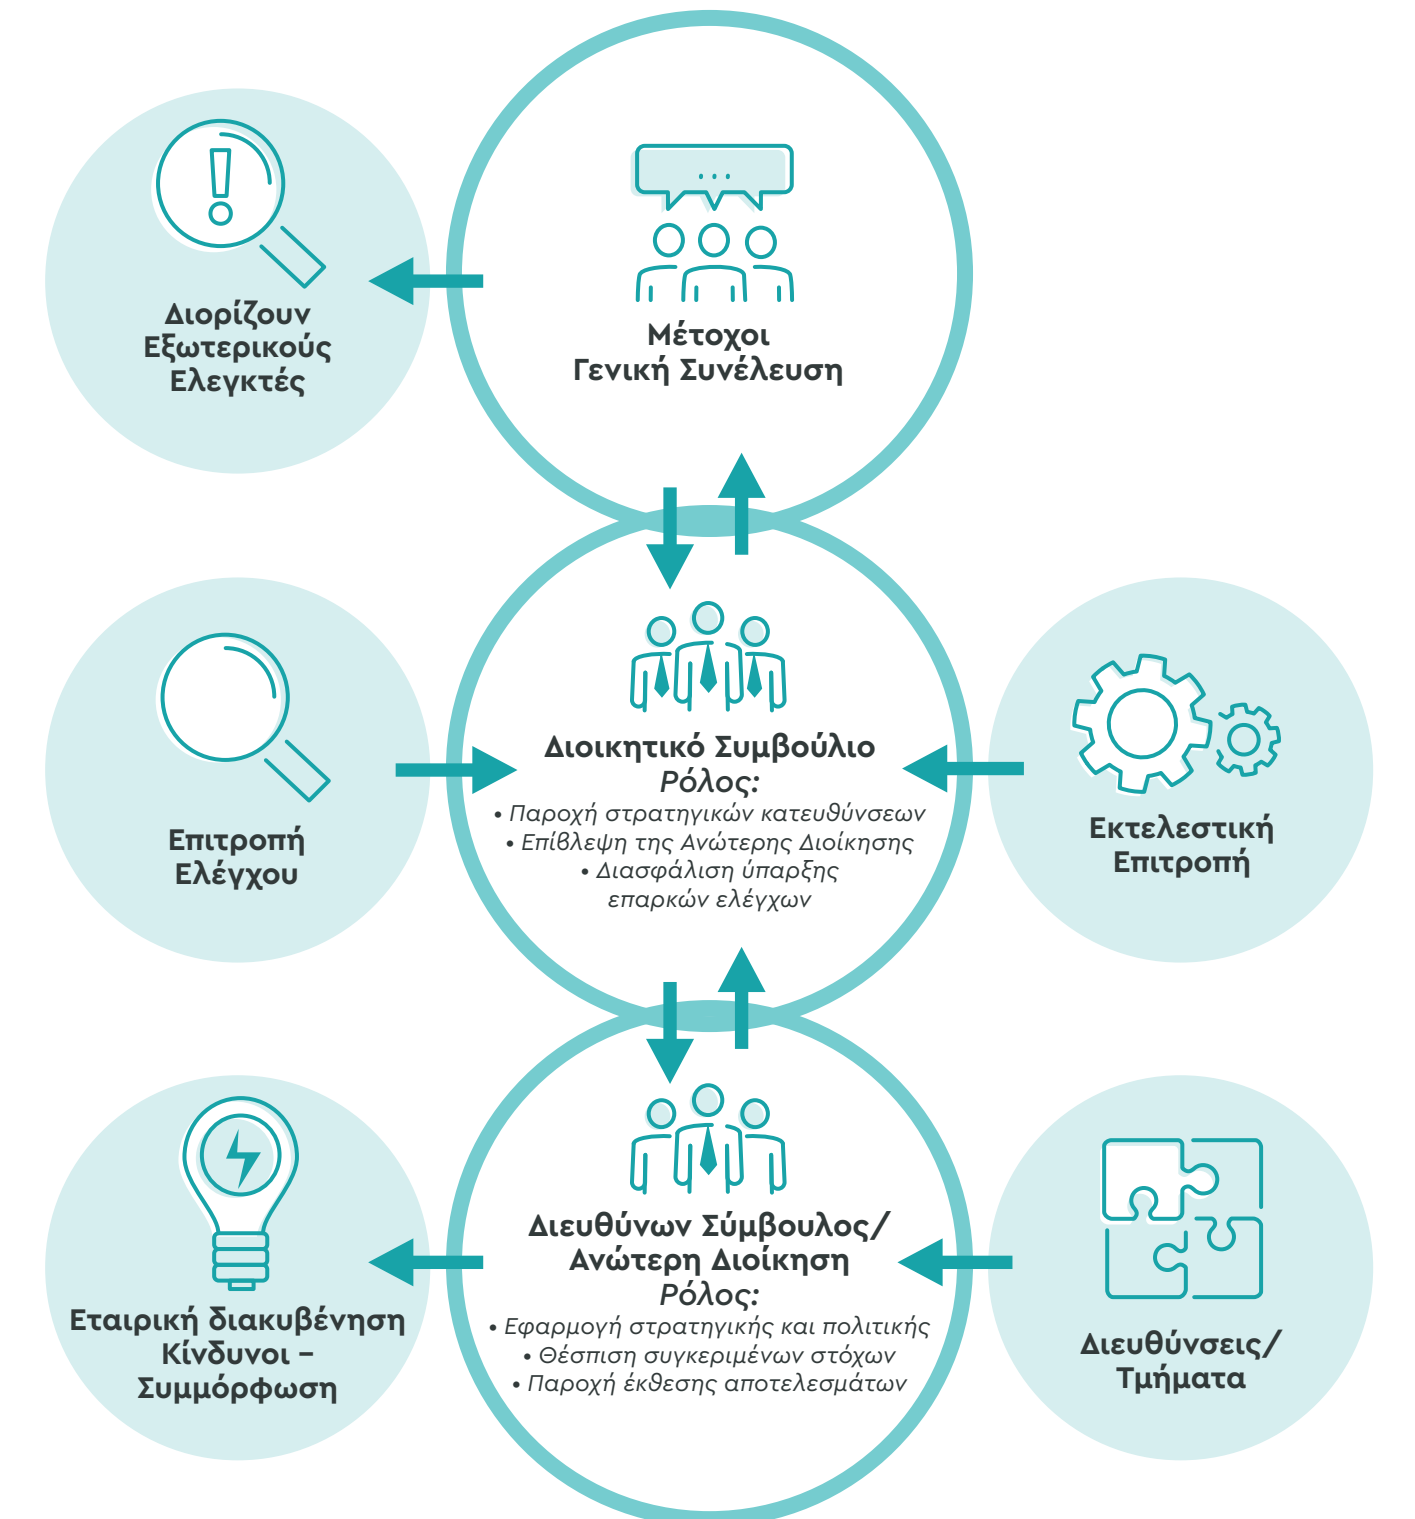 Διορίζουν
Εξωτερικούς
Ελεγκτές
...
Μέτοχοι
Γενική Συνέλευση
Επιτροπή
Ελέγχου
Διοικητικό Συμβούλιο
Ρόλος:
• Παροχή στρατηγικών κατευθύνσεων
• Επίβλεψη της Ανώτερης Διοίκησης
• Διασφάλιση ύπαρξης
επαρκών ελέγχων
Εκτελεστική
Επιτροπή
Εταιρική διακυβένηση
Κίνδυνοι –
Συμμόρφωση
Διευθύνων Σύμβουλος/
Ανώτερη Διοίκηση
Ρόλος:
• Εφαρμογή στρατηγικής και πολιτικής
• Θέσπιση συγκεριμένων στόχων
• Παροχή έκθεσης αποτελεσμάτων
Διευθύνσεις/
Τμήματα